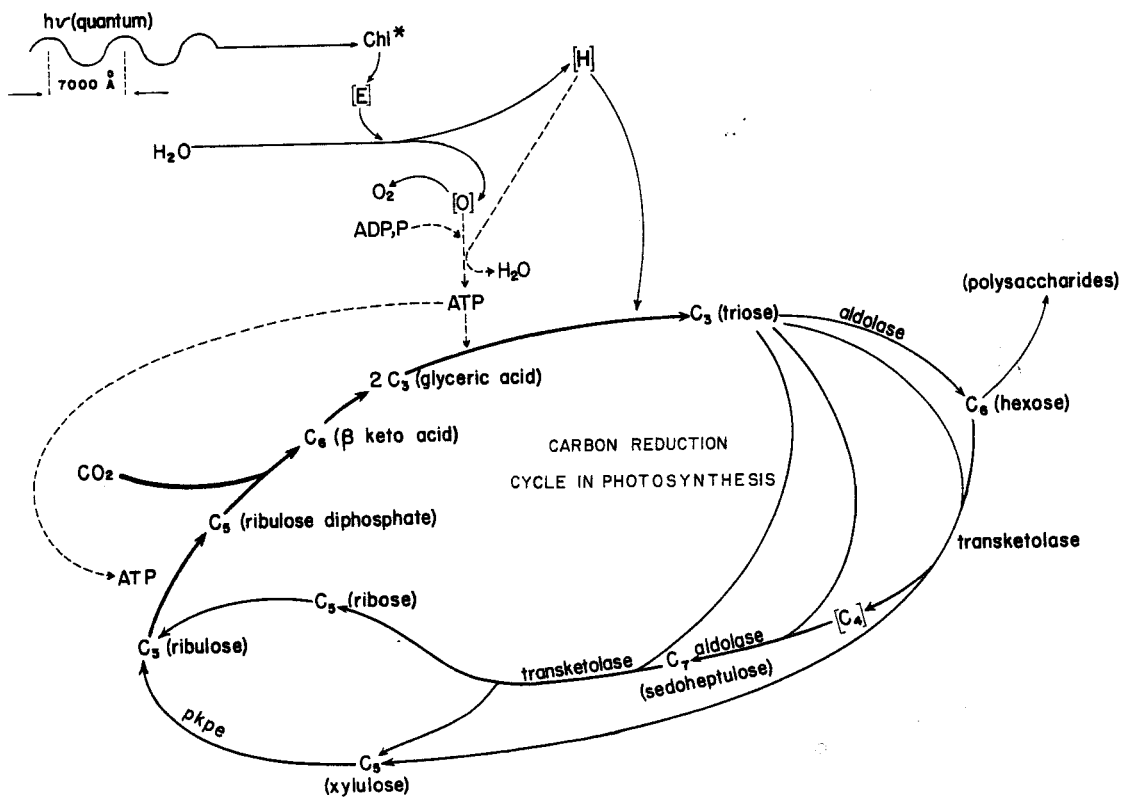 hν(quantum)
Chl*
[H]
7000 Å
[E]
H₂O
O₂
[O]
ADP,P
H₂O
ATP
(polysaccharides)
C₃ (triose)
aldolase
2 C₃ (glyceric acid)
C₆ (hexose)
C₆ (β keto acid)
CARBON REDUCTION
CYCLE IN PHOTOSYNTHESIS
CO₂
C₅ (ribulose diphosphate)
transketolase
ATP
C₅ (ribose)
[C₄]
C₅ (ribulose)
aldolase
transketolase
C₇
(sedoheptulose)
pkpe
C₅
(xylulose)